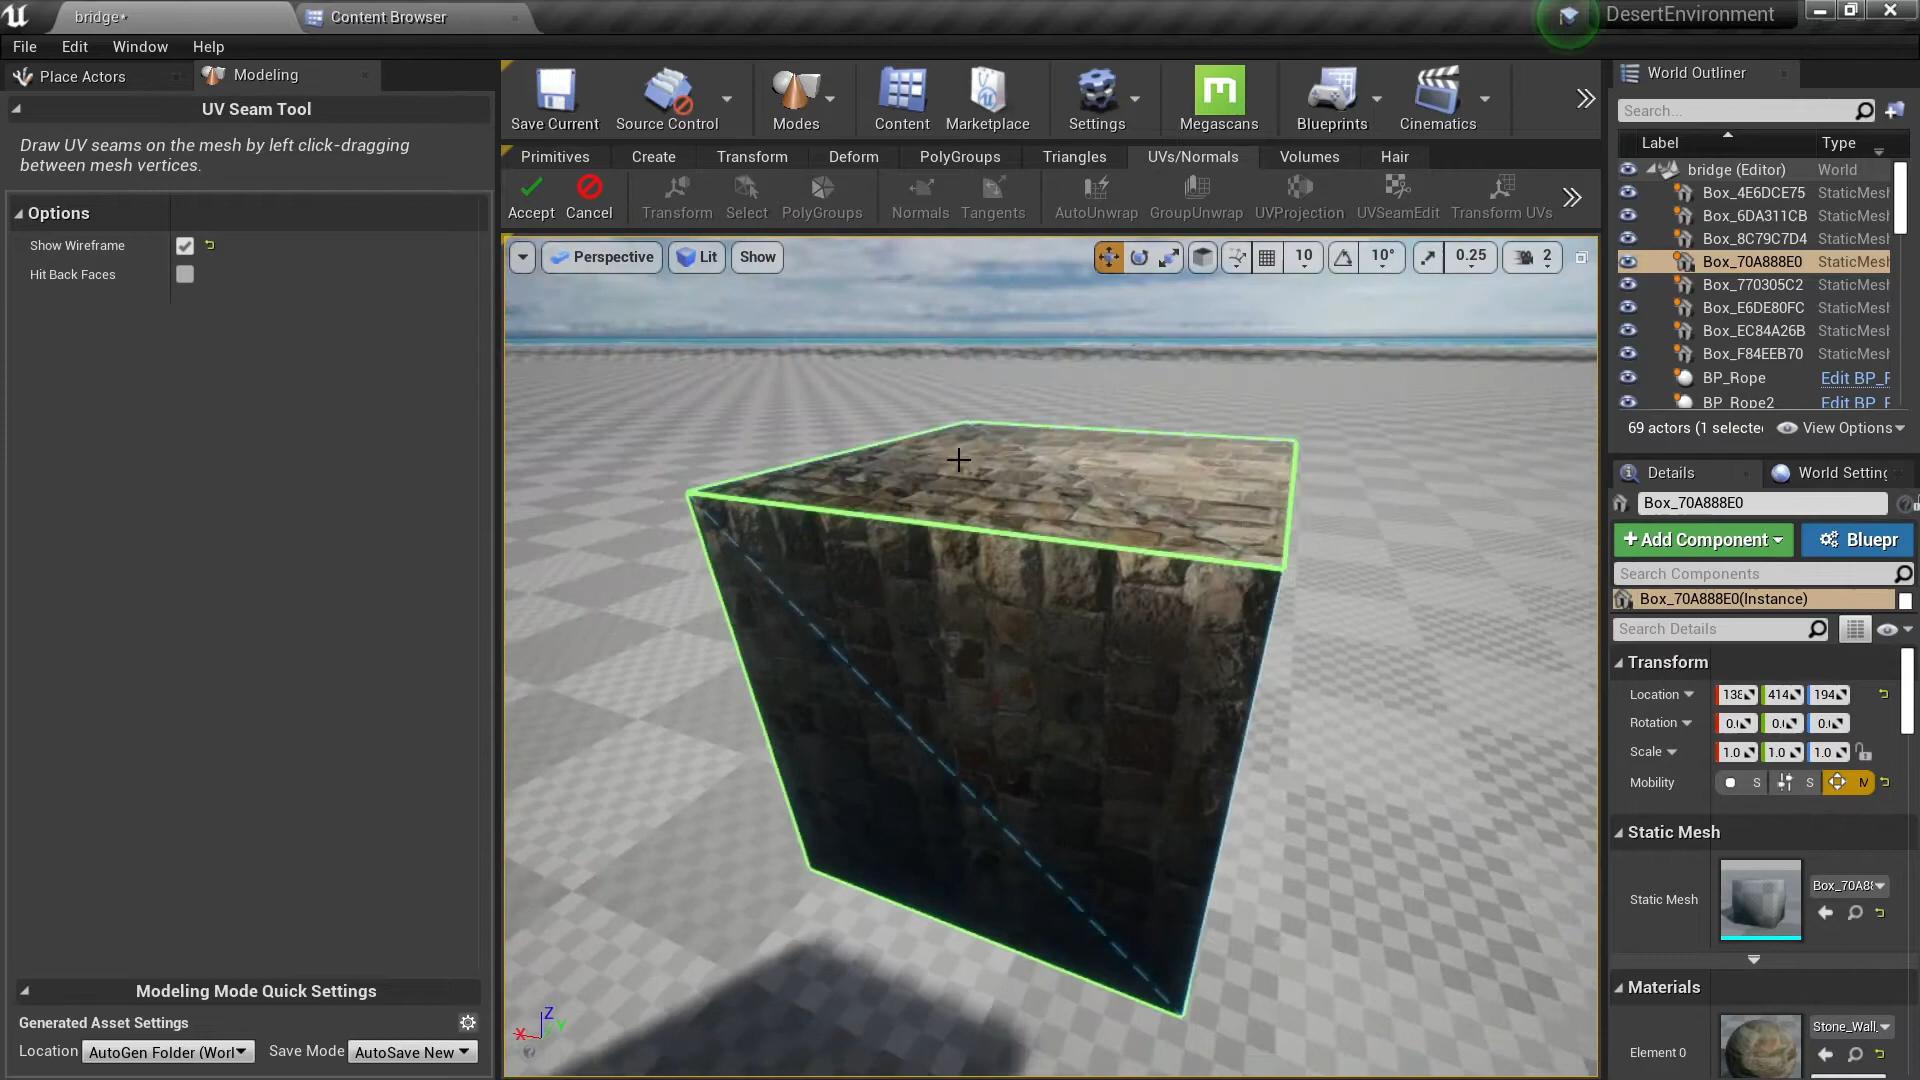 bridge*
Content Browser
DesertEnvironment
File Edit Window Help
Place Actors
Modeling
UV Seam Tool
Draw UV seams on the mesh by left click-dragging
between mesh vertices.
Options
Show Wireframe
Hit Back Faces
Modeling Mode Quick Settings
Generated Asset Settings
Location AutoGen Folder (Worl Save Mode AutoSave New
Save Current
Source Control
Modes
Content
Marketplace
Settings
Megascans
Blueprints
Cinematics
Primitives Create Transform Deform PolyGroups Triangles UVs/Normals Volumes Hair
Accept Cancel Transform Select PolyGroups Normals Tangents AutoUnwrap GroupUnwrap UVProjection UVSeamEdit Transform UVs
Perspective Lit Show
10 10° 0.25 2
Z
X Y
World Outliner
Search...
Label Type
bridge (Editor) World
Box_4E6DCE75 StaticMesh
Box_6DA311CB StaticMesh
Box_8C79C7D4 StaticMesh
Box_70A888E0 StaticMesh
Box_770305C2 StaticMesh
Box_E6DE80FC StaticMesh
Box_EC84A26B StaticMesh
Box_F84EEB70 StaticMesh
BP_Rope Edit BP_
BP_Rope2 Edit BP_
69 actors (1 selecte View Options
Details
World Setting
Box_70A888E0
+Add Component
Bluepr
Search Components
Box_70A888E0(Instance)
Search Details
Transform
Location 138 414 194
Rotation 0. 0. 0.
Scale 1.0 1.0 1.0
Mobility S S M
Static Mesh
Static Mesh
Box_70A8
Materials
Element 0
Stone_Wall_